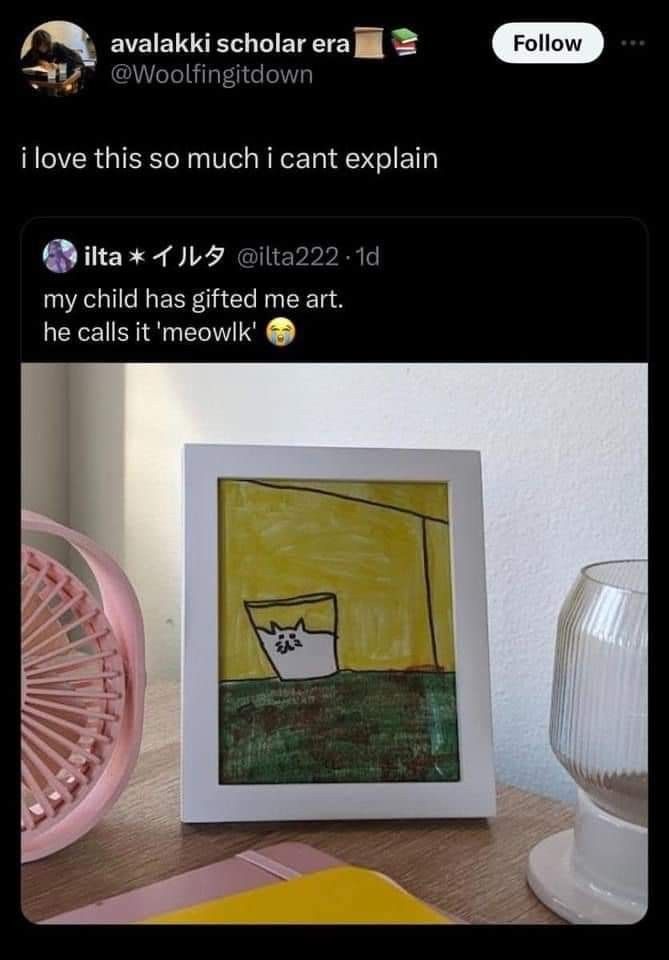 avalakki scholar era📜📚
Follow
@Woolfingitdown
i love this so much i cant explain
ilta ✶ イルタ @ilta222 · 1d
my child has gifted me art.
he calls it 'meowlk' 😭